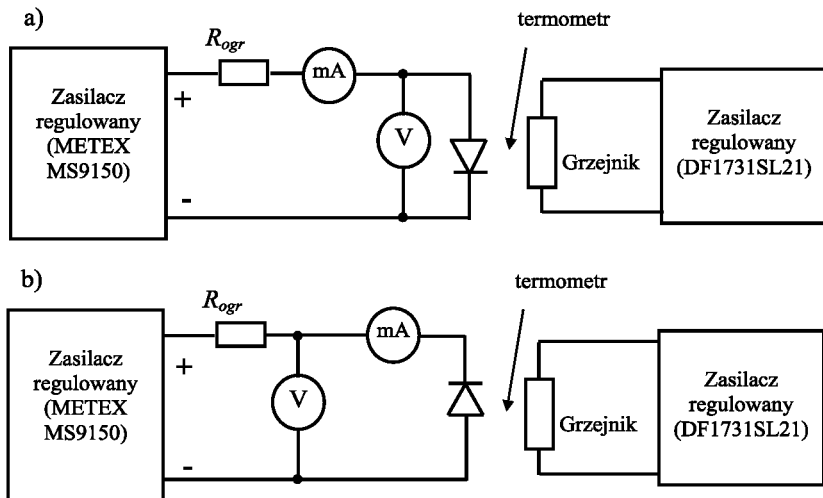 a)
termometr
Rogr
mA
Zasilacz
regulowany
(METEX
MS9150)
+
V
-
Grzejnik
Zasilacz
regulowany
(DF1731SL21)
b)
termometr
Rogr
mA
Zasilacz
regulowany
(METEX
MS9150)
+
V
-
Grzejnik
Zasilacz
regulowany
(DF1731SL21)